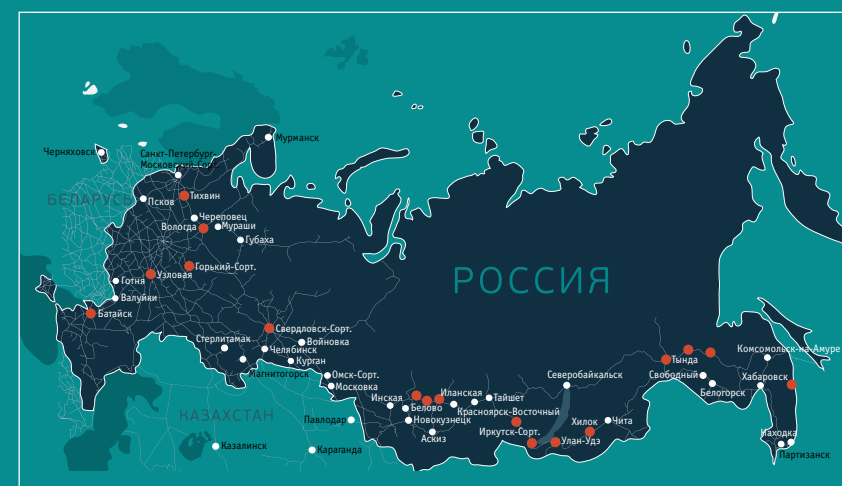 Мурманск
Черняховск
Санкт-Петербург-
Московский-Сорт.
БЕЛАРУСЬ
Псков
Тихвин
Череповец
Вологда
Мураши
Губаха
Горький-Сорт.
РОССИЯ
Готня
Узловая
Валуйки
Батайск
Свердловск-Сорт.
Стерлитамак
Войновка
Челябинск
Курган
Магнитогорск
Омск-Сорт.
Московка
КАЗАХСТАН
Павлодар
Казалинск
Караганда
Инская
Белово
Новокузнецк
Аскиз
Иланская
Тайшет
Красноярск-Восточный
Иркутск-Сорт.
Северобайкальск
Улан-Удэ
Хилок
Чита
Тында
Свободный
Белогорск
Комсомольск-на-Амуре
Хабаровск
Находка
Партизанск